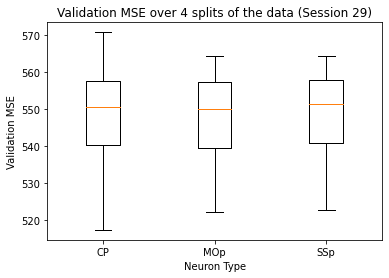 Validation MSE over 4 splits of the data (Session 29)
Validation MSE
570
560
550
540
530
520
CP
MOp
SSp
Neuron Type